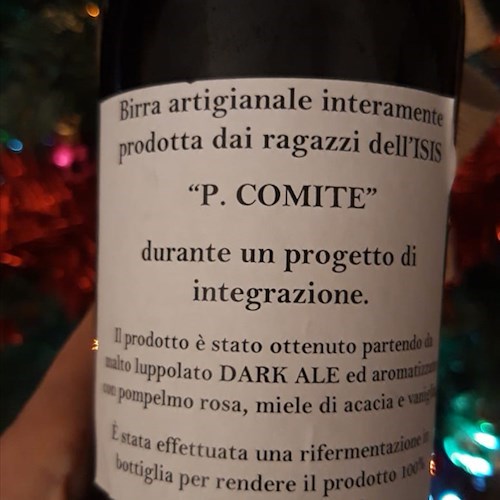 Birra artigianale interamente
prodotta dai ragazzi dell'ISIS
“P. COMITE”
durante un progetto di
integrazione.
Il prodotto è stato ottenuto partendo da
malto luppolato DARK ALE ed
con pompelmo rosa, miele di acacia e vaniglia
È stata effettuata una rifermentazione in
bottiglia per rendere il prodotto 100%